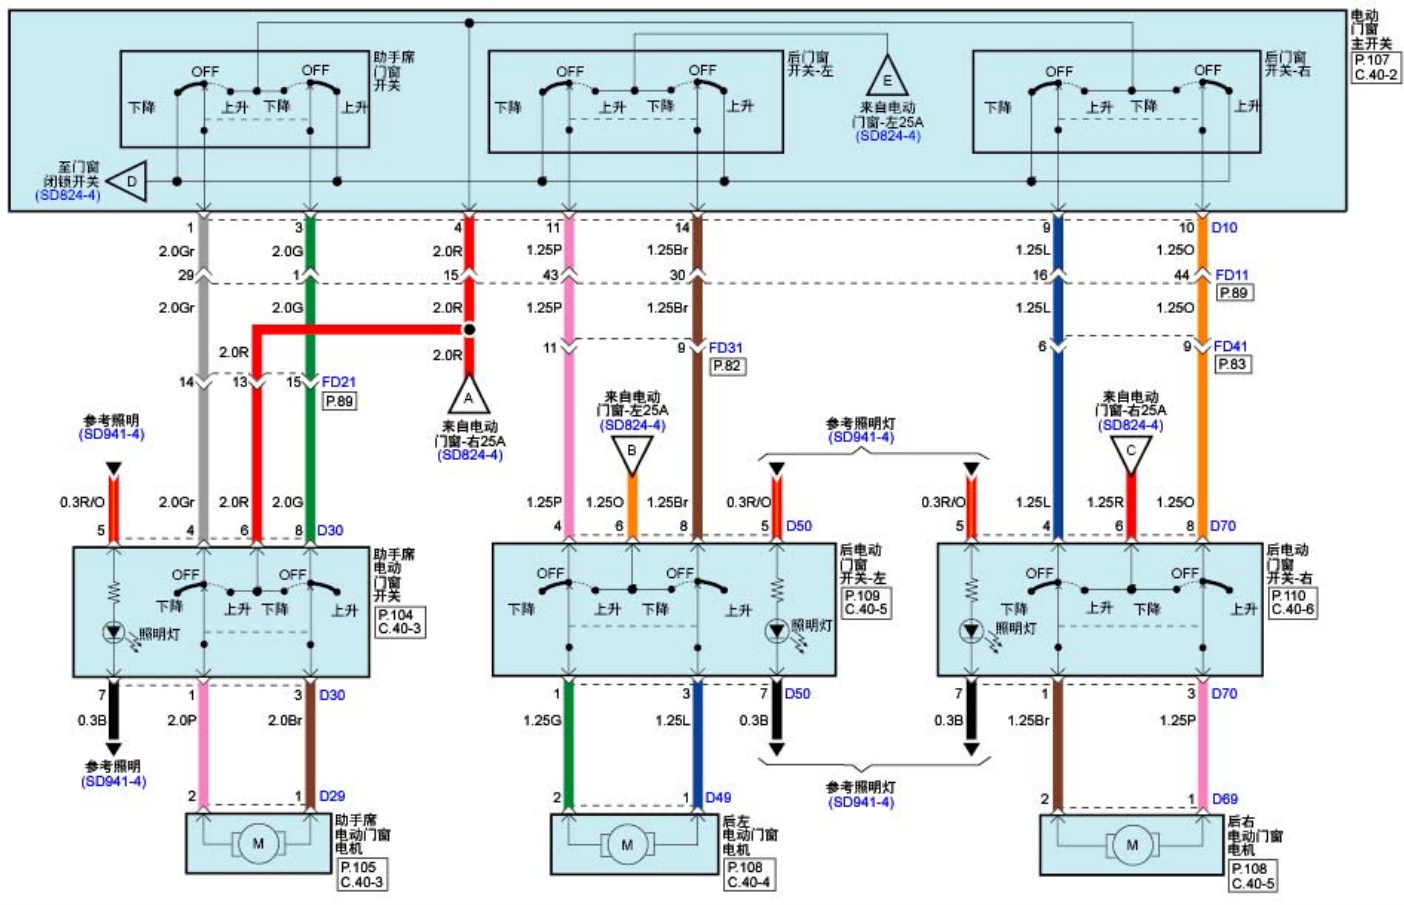 电动
门窗
主开关
P.107
C.40-2
助手席
门窗
开关
OFF
OFF
下降
上升
下降
上升
后门窗
开关-左
OFF
OFF
下降
上升
下降
上升
E
来自电动
门窗-左25A
(SD824-4)
后门窗
开关-右
OFF
OFF
下降
上升
下降
上升
至门窗
闭锁开关
(SD824-4)
D
1
3
4
11
14
9
10
D10
2.0Gr
2.0G
2.0R
1.25P
1.25Br
1.25L
1.25O
29
1
15
43
30
16
44
FD11
P.89
2.0Gr
2.0G
2.0R
1.25P
1.25Br
1.25L
1.25O
2.0R
2.0R
11
9
FD31
P.82
6
9
FD41
P.83
14
13
15
FD21
P.89
A
来自电动
门窗-右25A
(SD824-4)
参考照明
(SD941-4)
来自电动
门窗-左25A
(SD824-4)
B
参考照明灯
(SD941-4)
来自电动
门窗-右25A
(SD824-4)
C
0.3R/O
2.0Gr
2.0R
2.0G
1.25P
1.25O
1.25Br
0.3R/O
0.3R/O
1.25L
1.25R
1.25O
5
4
6
8
D30
4
6
8
5
D50
5
4
6
8
D70
助手席
电动
门窗
开关
P.104
C.40-3
OFF
OFF
下降
上升
下降
上升
照明灯
后电动
门窗
开关-左
P.109
C.40-5
OFF
OFF
下降
上升
下降
上升
照明灯
后电动
门窗
开关-右
P.110
C.40-6
OFF
OFF
下降
上升
下降
上升
照明灯
7
1
3
D30
1
3
7
D50
7
1
3
D70
0.3B
2.0P
2.0Br
1.25G
1.25L
0.3B
0.3B
1.25Br
1.25P
参考照明
(SD941-4)
参考照明灯
(SD941-4)
2
1
D29
2
1
D49
2
1
D69
M
助手席
电动门窗
电机
P.105
C.40-3
M
后左
电动门窗
电机
P.108
C.40-4
M
后右
电动门窗
电机
P.108
C.40-5